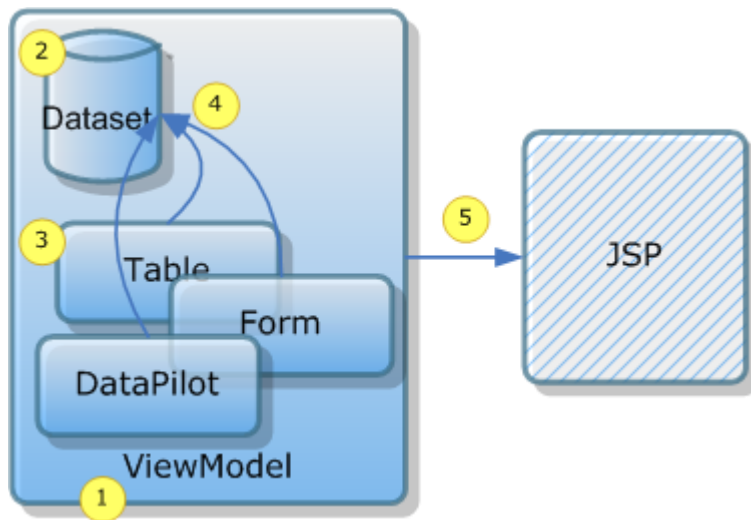 2
Dataset
4
3
Table
5
JSP
Form
DataPilot
ViewModel
1